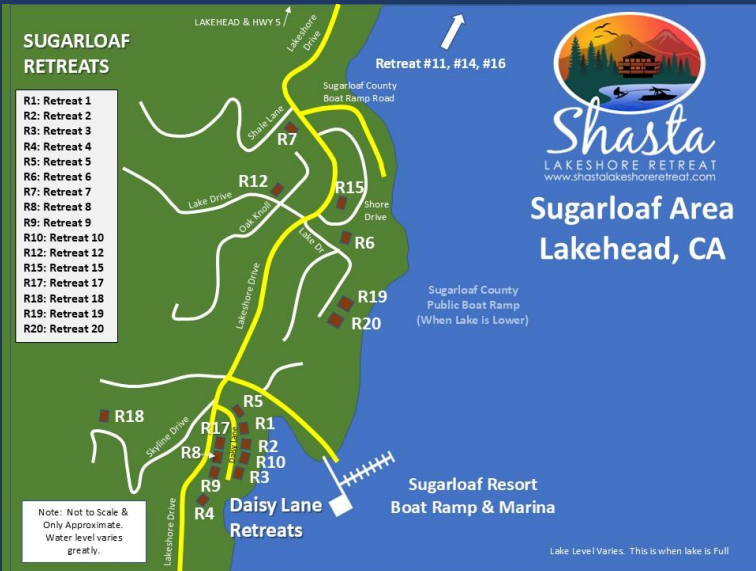 LAKEHEAD & HWY 5
Lakeshore
Drive
SUGARLOAF
RETREATS
R1: Retreat 1
R2: Retreat 2
R3: Retreat 3
R4: Retreat 4
R5: Retreat 5
R6: Retreat 6
R7: Retreat 7
R8: Retreat 8
R9: Retreat 9
R10: Retreat 10
R12: Retreat 12
R15: Retreat 15
R17: Retreat 17
R18: Retreat 18
R19: Retreat 19
R20: Retreat 20
Retreat #11, #14, #16
Shasta
LAKESHORE RETREAT
www.shastalakeshoreretreat.com
Sugarloaf Area
Lakehead, CA
Sugarloaf County
Boat Ramp Road
Shale Lane
R7
R12
R15
Lake Drive
Oak Knoll
Shore
Drive
Lake Dr
R6
Lakeshore Drive
R19
R20
Sugarloaf County
Public Boat Ramp
(When Lake is Lower)
R5
R18
R17
R1
Skyline Drive
Daisy Lane
R2
R8
R10
R9
R3
R4
Lakeshore Drive
Daisy Lane
Retreats
Sugarloaf Resort
Boat Ramp & Marina
Note: Not to Scale &
Only Approximate.
Water level varies
greatly.
Lake Level Varies. This is when lake is Full